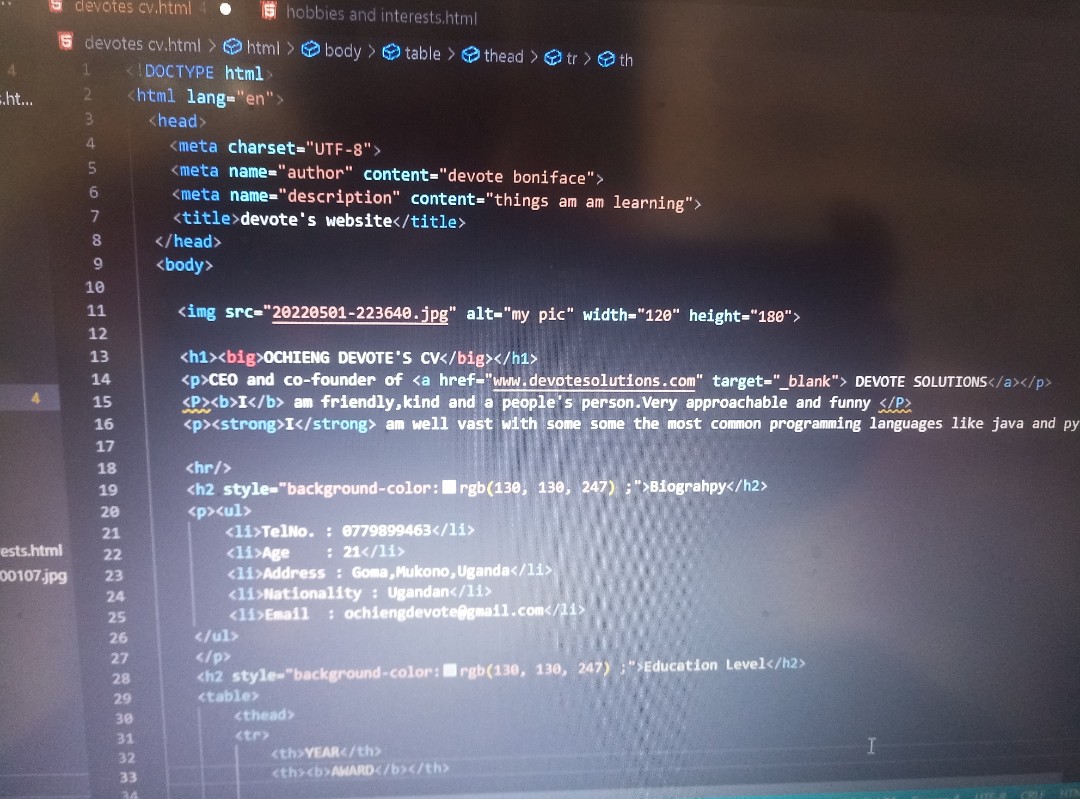 devotes cv.html 4
hobbies and interests.html
devotes cv.html > html > body > table > thead > tr > th
4
s.ht...
4
ests.html
00107.jpg
1 <!DOCTYPE html>
2 <html lang="en">
3 <head>
4 <meta charset="UTF-8">
5 <meta name="author" content="devote boniface">
6 <meta name="description" content="things am am learning">
7 <title>devote's website</title>
8 </head>
9 <body>
10
11 <img src="20220501-223640.jpg" alt="my pic" width="120" height="180">
12
13 <h1><big>OCHIENG DEVOTE'S CV</big></h1>
14 <p>CEO and co-founder of <a href="www.devotesolutions.com" target="_blank"> DEVOTE SOLUTIONS</a></p>
15 <P><b>I</b> am friendly,kind and a people's person.Very approachable and funny </P>
16 <p><strong>I</strong> am well vast with some some the most common programming languages like java and py
17
18 <hr/>
19 <h2 style="background-color: rgb(130, 130, 247) ;">Biograhpy</h2>
20 <p><ul>
21 <li>TelNo. : 0779899463</li>
22 <li>Age : 21</li>
23 <li>Address : Goma,Mukono,Uganda</li>
24 <li>Nationality : Ugandan</li>
25 <li>Email : ochiengdevote@gmail.com</li>
26 </ul>
27 </p>
28 <h2 style="background-color: rgb(130, 130, 247) ;">Education Level</h2>
29 <table>
30 <thead>
31 <tr>
32 <th>YEAR</th>
33 <th><b>AWARD</b></th>
34
UTF-8 CRLF HTM